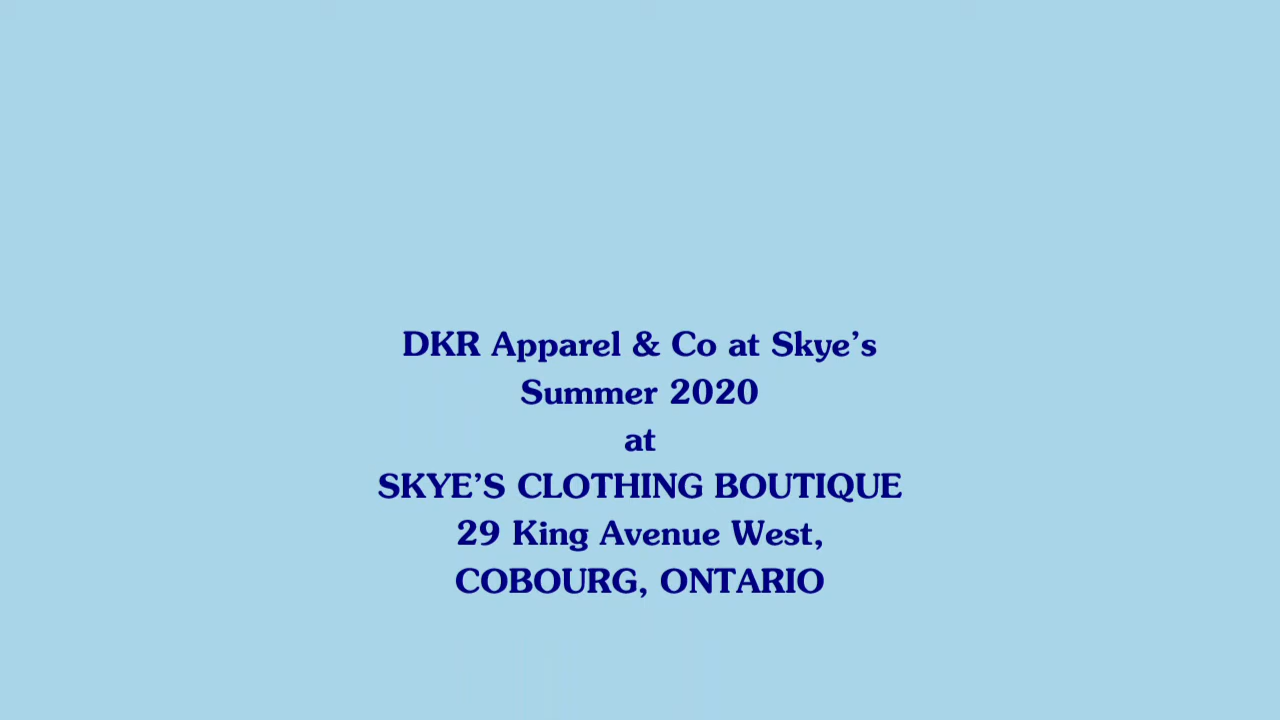 DKR Apparel & Co at Skye’s
Summer 2020
at
SKYE’S CLOTHING BOUTIQUE
29 King Avenue West,
COBOURG, ONTARIO